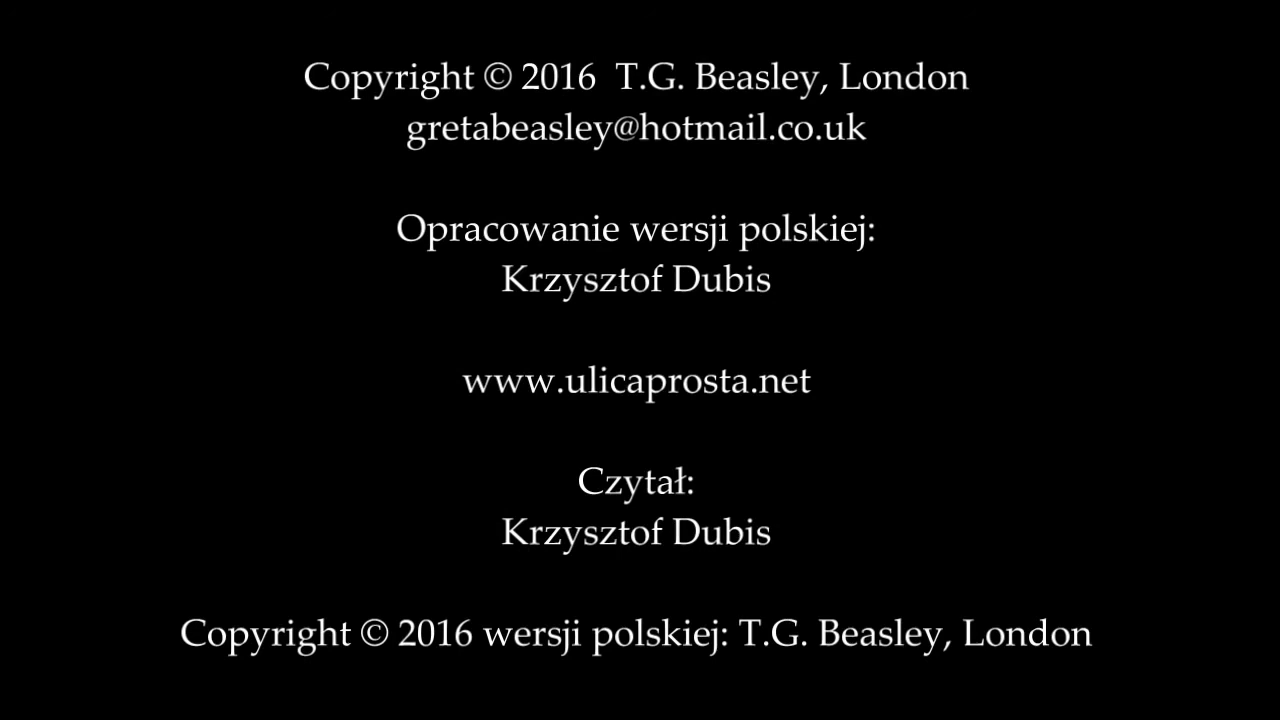 Copyright © 2016  T.G. Beasley, London
gretabeasley@hotmail.co.uk
Opracowanie wersji polskiej:
Krzysztof Dubis
www.ulicaprosta.net
Czytał:
Krzysztof Dubis
Copyright © 2016 wersji polskiej: T.G. Beasley, London